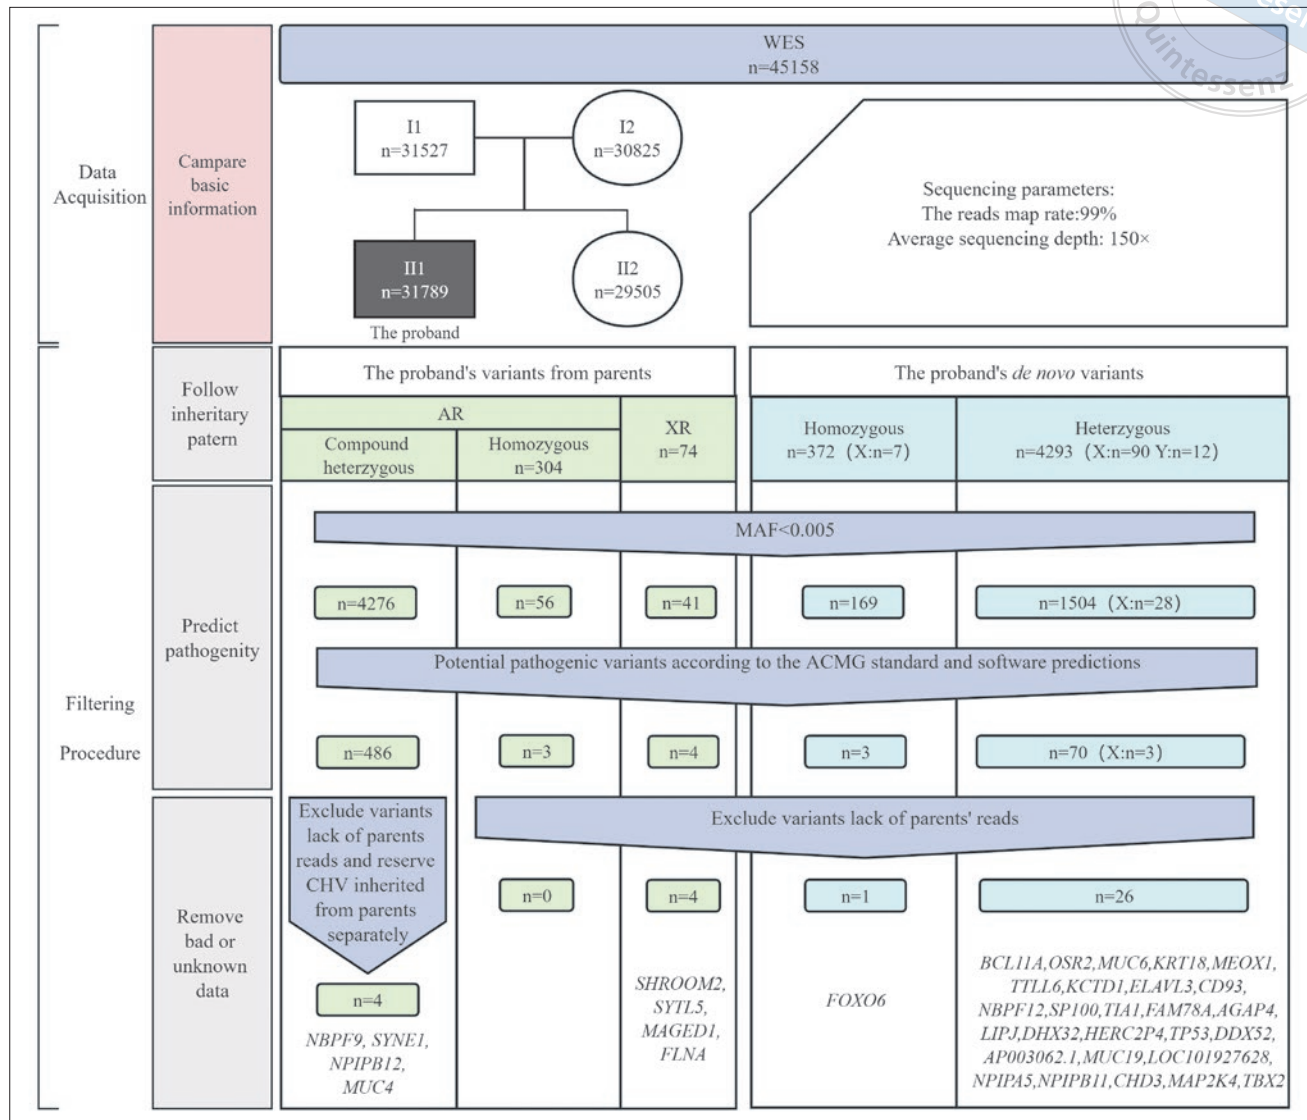 Quintessenz
WES
n=45158
Data
Acquisition
Campare
basic
information
I1
n=31527
I2
n=30825
II1
n=31789
The proband
II2
n=29505
Sequencing parameters:
The reads map rate:99%
Average sequencing depth: 150×
Filtering
Procedure
Follow
inheritary
patern
The proband's variants from parents
The proband's de novo variants
AR
Compound
heterzygous
Homozygous
n=304
XR
n=74
Homozygous
n=372 (X:n=7)
Heterzygous
n=4293 (X:n=90 Y:n=12)
Predict
pathogenity
MAF<0.005
n=4276
n=56
n=41
n=169
n=1504 (X:n=28)
Potential pathogenic variants according to the ACMG standard and software predictions
n=486
n=3
n=4
n=3
n=70 (X:n=3)
Remove
bad or
unknown
data
Exclude variants
lack of parents
reads and reserve
CHV inherited
from parents
separately
Exclude variants lack of parents' reads
n=0
n=4
n=1
n=26
n=4
NBPF9, SYNE1,
NPIPB12,
MUC4
SHROOM2,
SYTL5,
MAGED1,
FLNA
FOXO6
BCL11A,OSR2,MUC6,KRT18,MEOX1,
TTLL6,KCTD1,ELAVL3,CD93,
NBPF12,SP100,TIA1,FAM78A,AGAP4,
LIPJ,DHX32,HERC2P4,TP53,DDX52,
AP003062.1,MUC19,LOC101927628,
NPIPA5,NPIPB11,CHD3,MAP2K4,TBX2